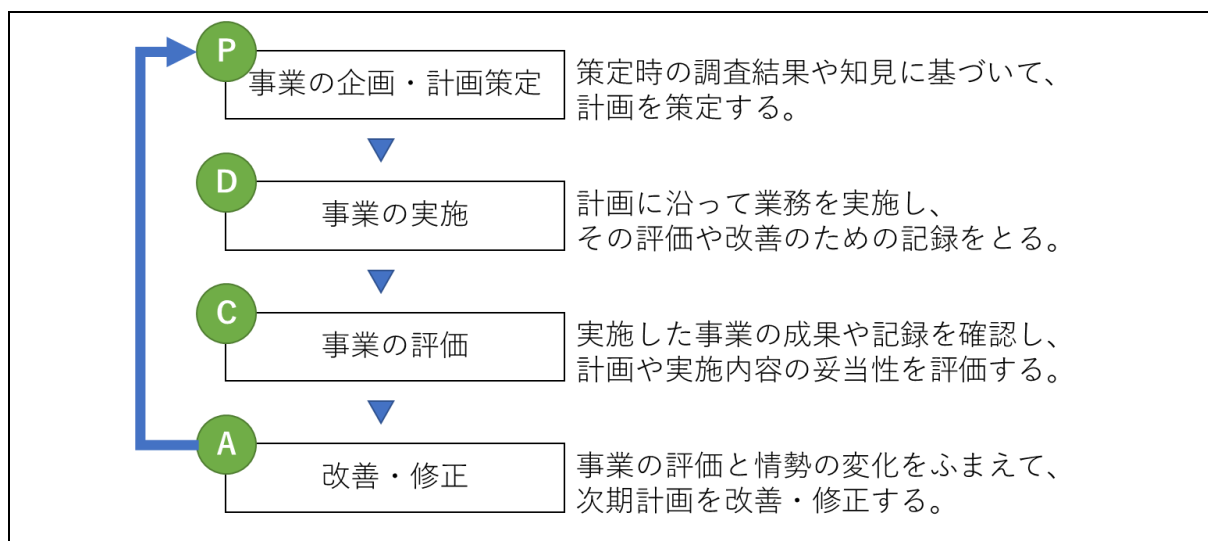 P
事業の企画・計画策定
策定時の調査結果や知見に基づいて、
計画を策定する。
D
事業の実施
計画に沿って業務を実施し、
その評価や改善のための記録をとる。
C
事業の評価
実施した事業の成果や記録を確認し、
計画や実施内容の妥当性を評価する。
A
改善・修正
事業の評価と情勢の変化をふまえて、
次期計画を改善・修正する。